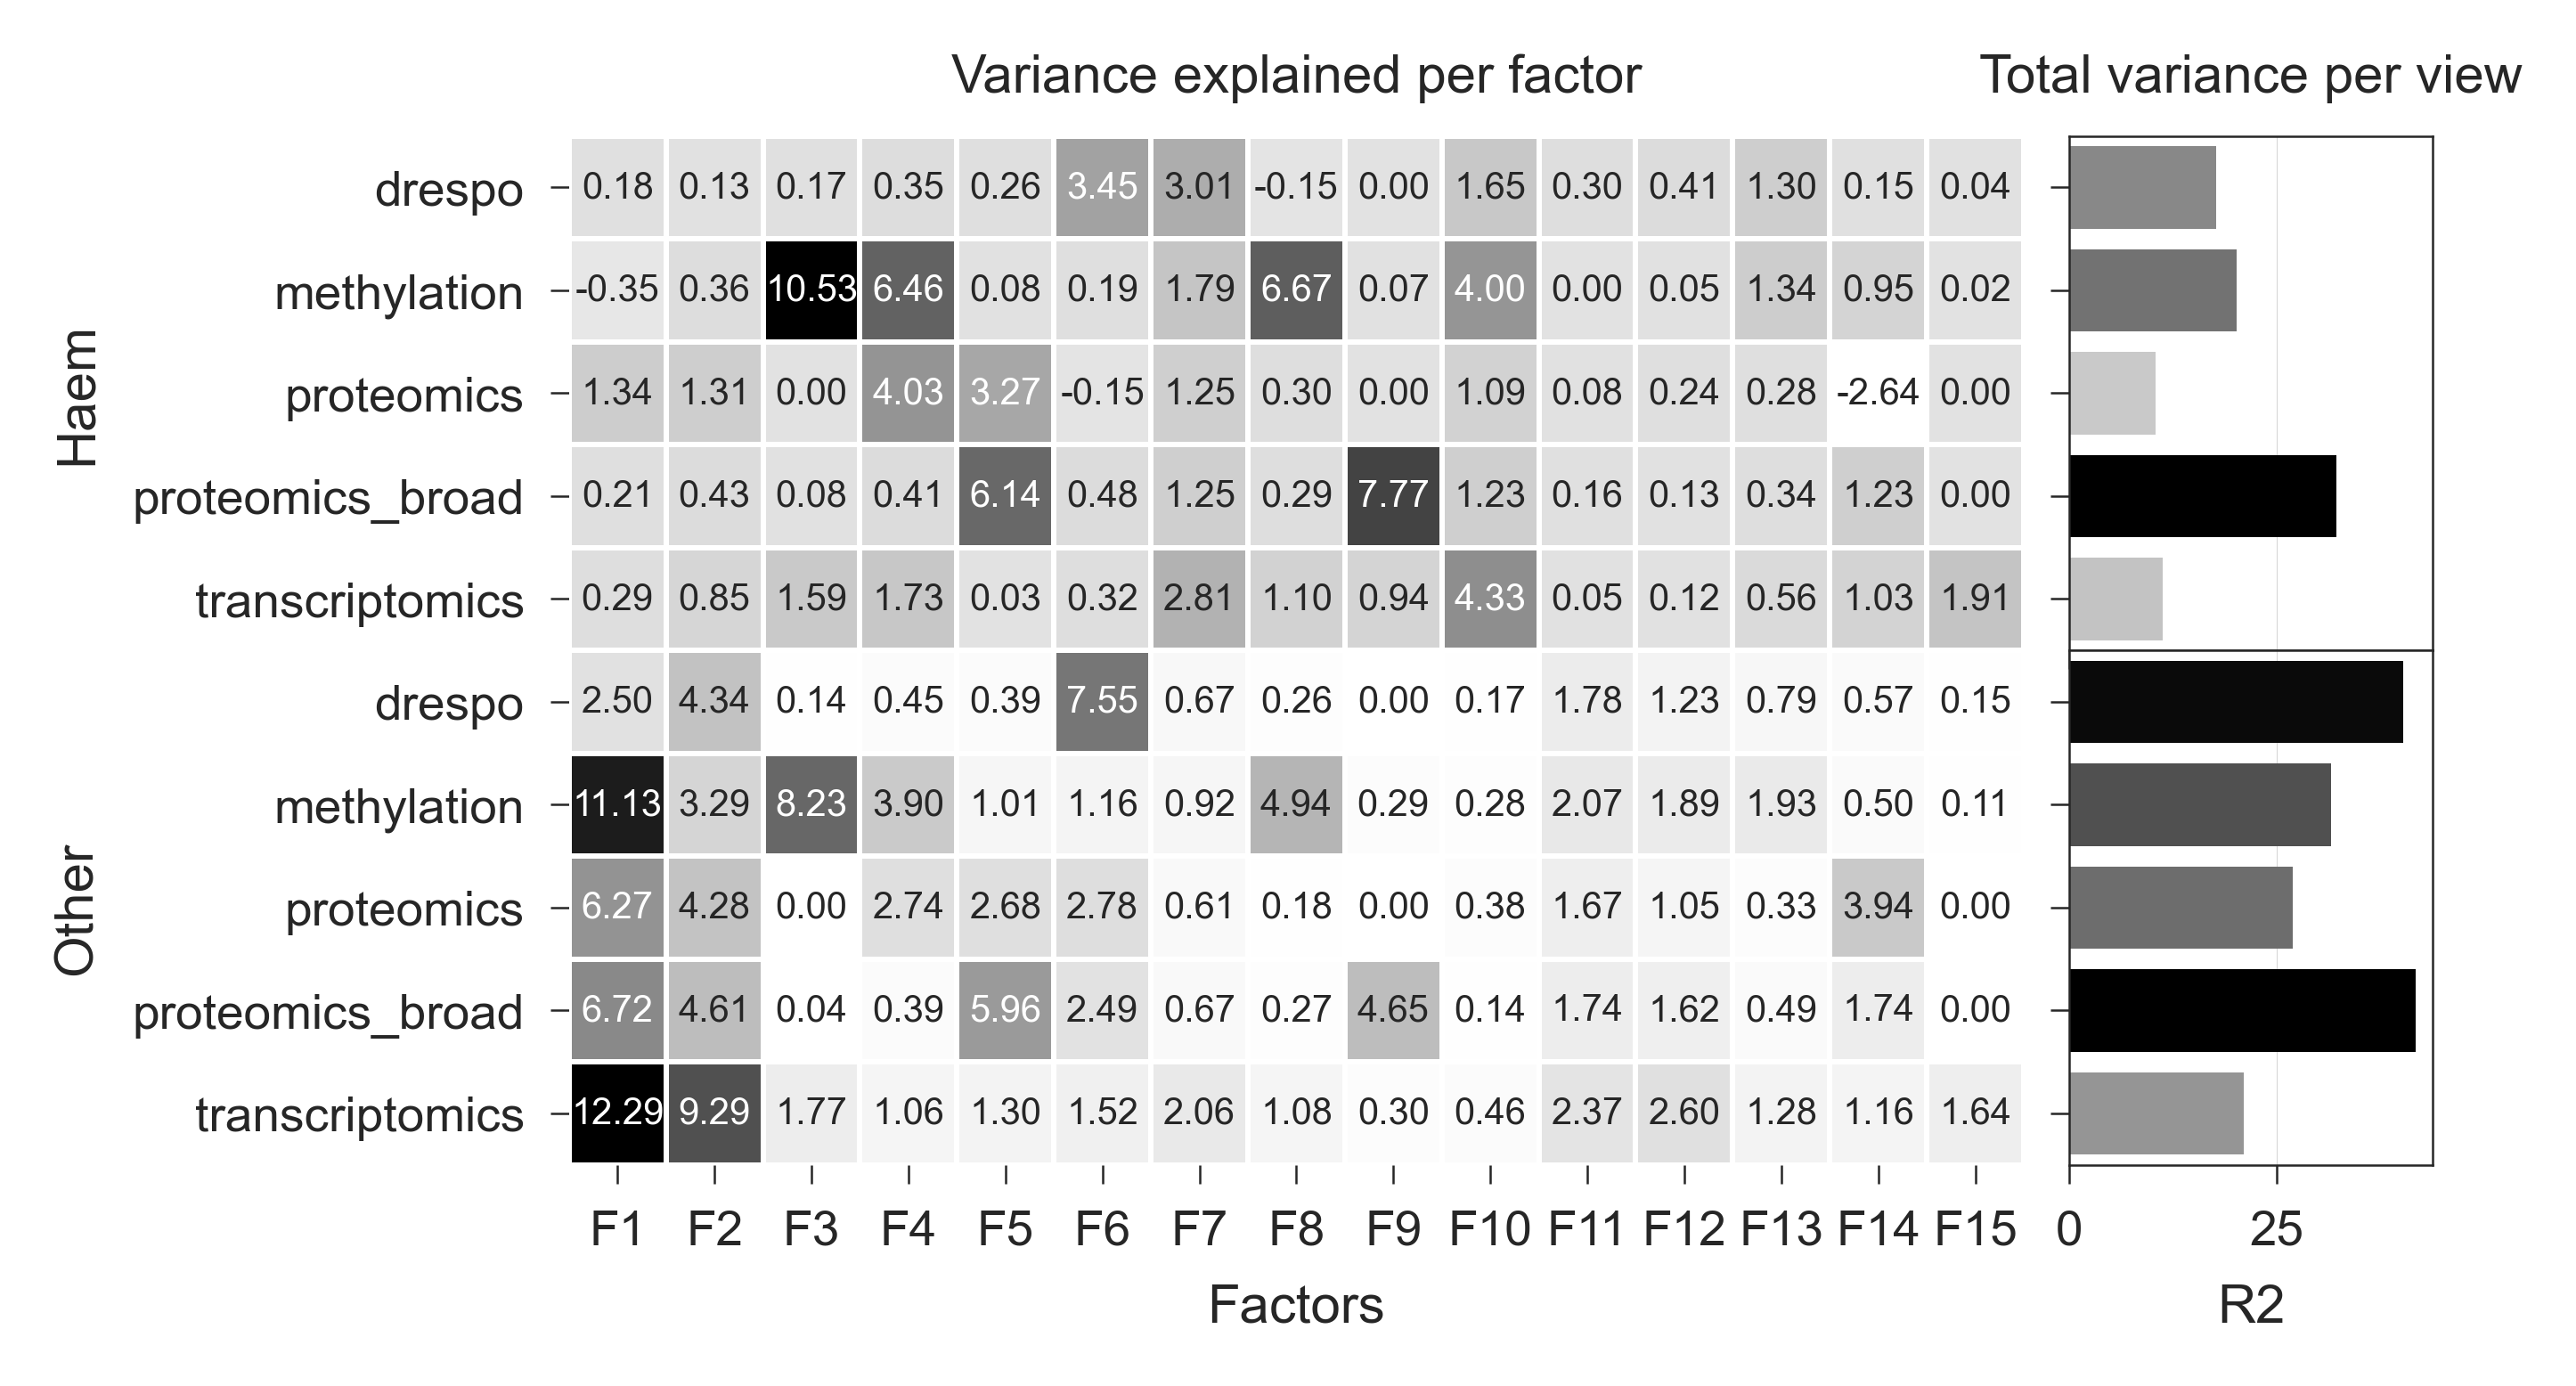 Variance explained per factor
Total variance per view
Haem
drespo 0.18 0.13 0.17 0.35 0.26 3.45 3.01 -0.15 0.00 1.65 0.30 0.41 1.30 0.15 0.04
methylation -0.35 0.36 10.53 6.46 0.08 0.19 1.79 6.67 0.07 4.00 0.00 0.05 1.34 0.95 0.02
proteomics 1.34 1.31 0.00 4.03 3.27 -0.15 1.25 0.30 0.00 1.09 0.08 0.24 0.28 -2.64 0.00
proteomics_broad 0.21 0.43 0.08 0.41 6.14 0.48 1.25 0.29 7.77 1.23 0.16 0.13 0.34 1.23 0.00
transcriptomics 0.29 0.85 1.59 1.73 0.03 0.32 2.81 1.10 0.94 4.33 0.05 0.12 0.56 1.03 1.91
Other
drespo 2.50 4.34 0.14 0.45 0.39 7.55 0.67 0.26 0.00 0.17 1.78 1.23 0.79 0.57 0.15
methylation 11.13 3.29 8.23 3.90 1.01 1.16 0.92 4.94 0.29 0.28 2.07 1.89 1.93 0.50 0.11
proteomics 6.27 4.28 0.00 2.74 2.68 2.78 0.61 0.18 0.00 0.38 1.67 1.05 0.33 3.94 0.00
proteomics_broad 6.72 4.61 0.04 0.39 5.96 2.49 0.67 0.27 4.65 0.14 1.74 1.62 0.49 1.74 0.00
transcriptomics 12.29 9.29 1.77 1.06 1.30 1.52 2.06 1.08 0.30 0.46 2.37 2.60 1.28 1.16 1.64
F1 F2 F3 F4 F5 F6 F7 F8 F9 F10 F11 F12 F13 F14 F15
0 25
Factors
R2